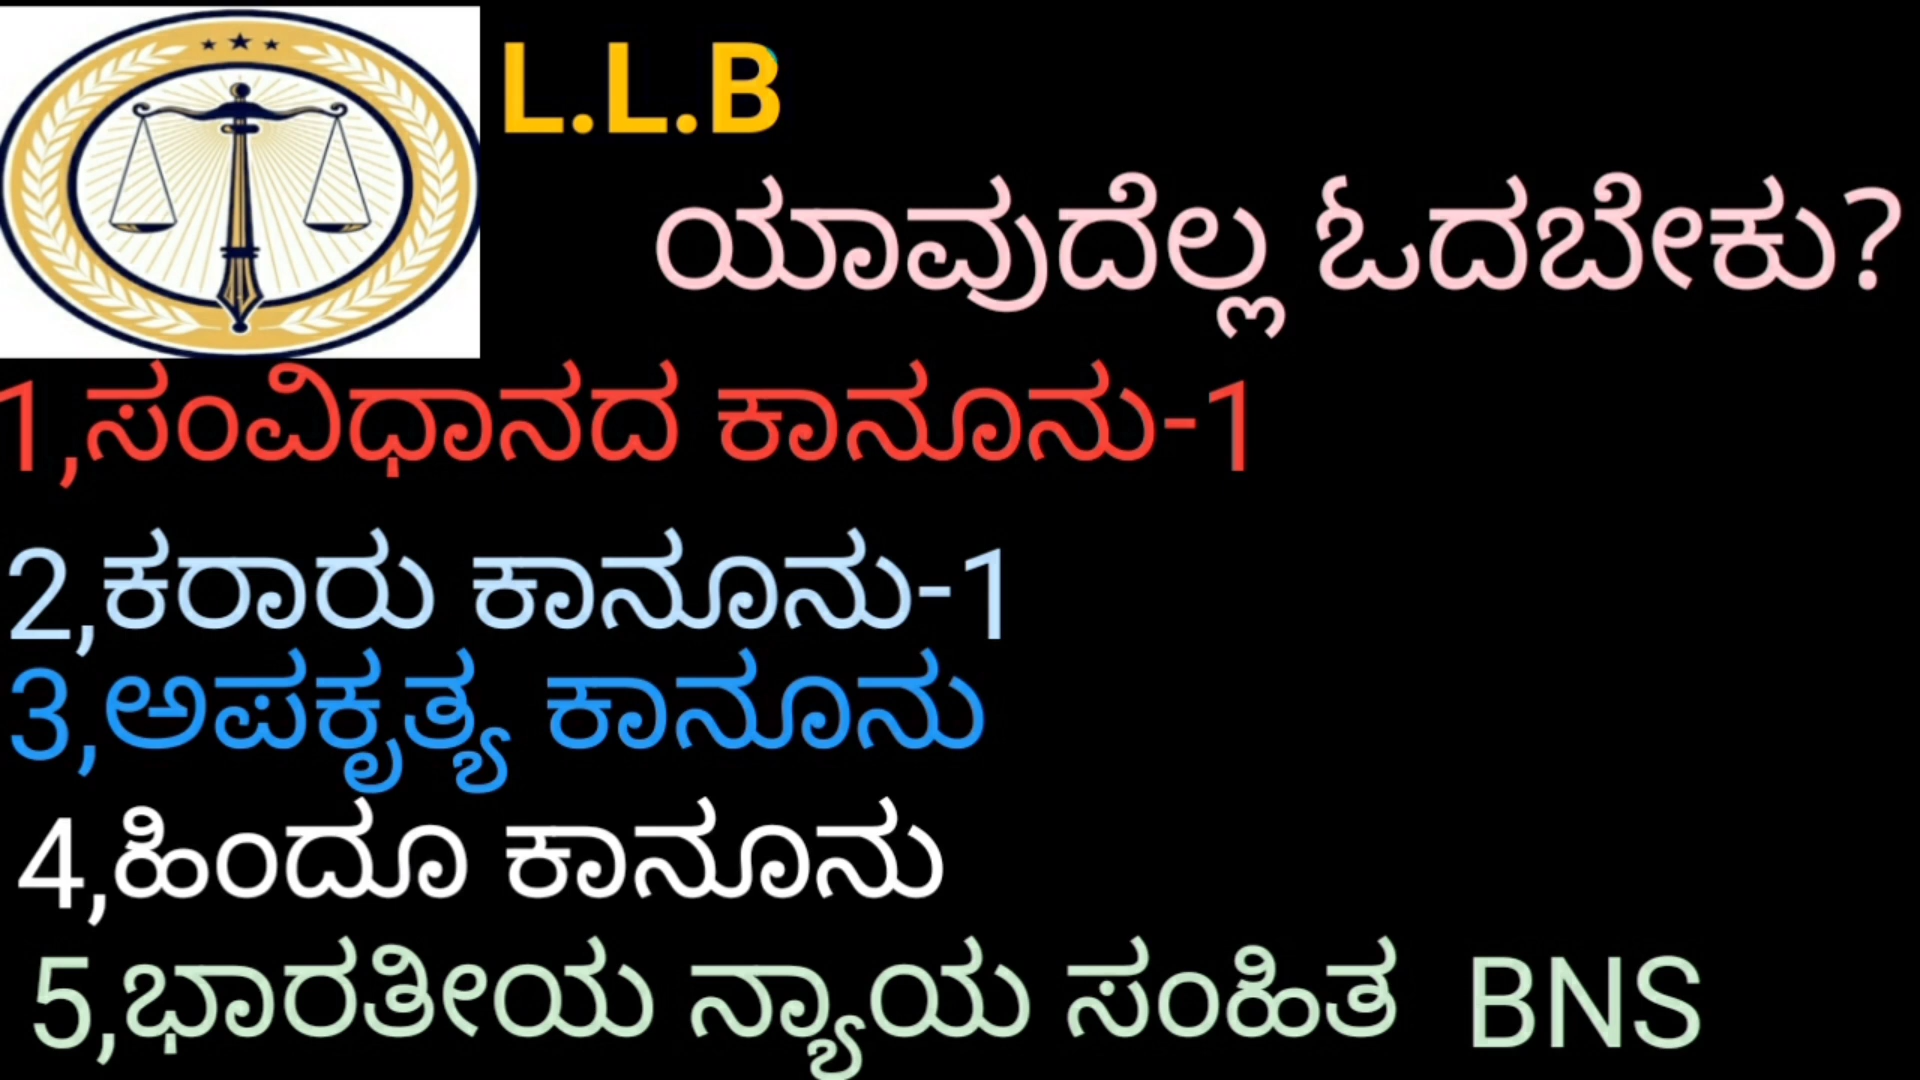 L.L.B
ಯಾವುದೆಲ್ಲ ಓದಬೇಕು?
1,ಸಂವಿಧಾನದ ಕಾನೂನು-1
2,ಕರಾರು ಕಾನೂನು-1
3,ಅಪಕೃತ್ಯ ಕಾನೂನು
4,ಹಿಂದೂ ಕಾನೂನು
5,ಭಾರತೀಯ ನ್ಯಾಯ ಸಂಹಿತ BNS